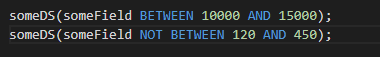 someDS(someField BETWEEN 10000 AND 15000);
someDS(someField NOT BETWEEN 120 AND 450);